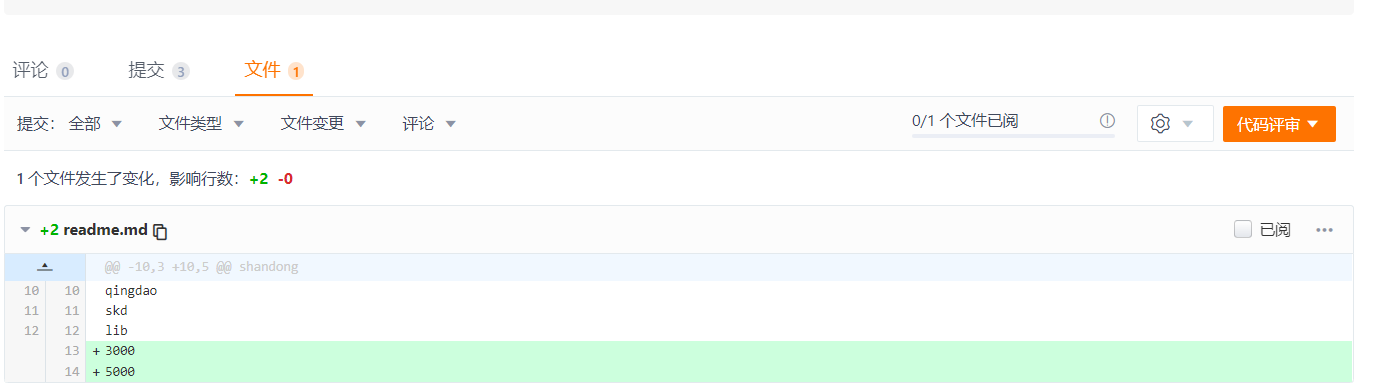 评论 0 提交 3 文件 1
提交： 全部 文件类型 文件变更 评论 0/1 个文件已阅 代码评审
1 个文件发生了变化，影响行数： +2 -0
+2 readme.md 已阅
@@ -10,3 +10,5 @@ shandong
10 10 qingdao
11 11 skd
12 12 lib
13 + 3000
14 + 5000